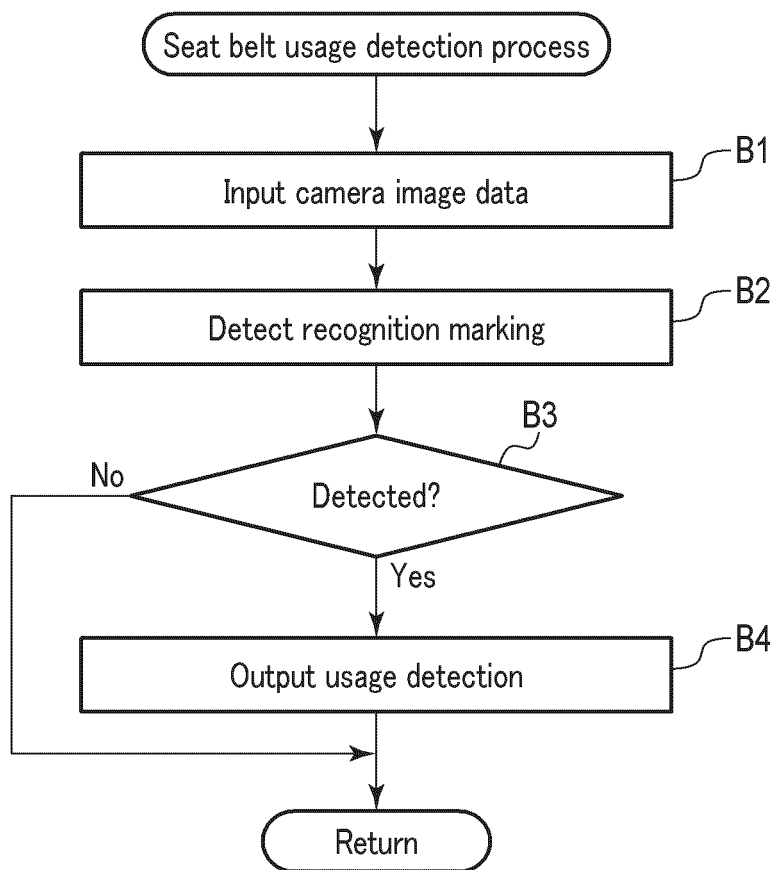 Seat belt usage detection process
B1
Input camera image data
B2
Detect recognition marking
B3
No
Detected?
Yes
B4
Output usage detection
Return